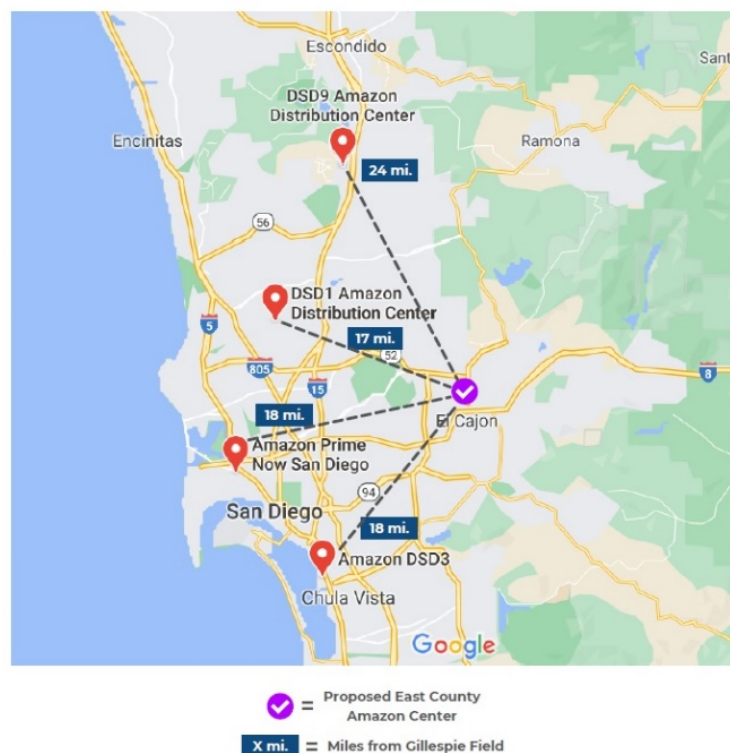 Escondido
Sant
DSD9 Amazon
Distribution Center
Encinitas
Ramona
24 mi.
56
DSD1 Amazon
Distribution Center
5
17 mi.
52
805
15
8
18 mi.
El Cajon
Amazon Prime
Now San Diego
94
San Diego
18 mi.
Amazon DSD3
Chula Vista
Google
= Proposed East County
Amazon Center
X mi. = Miles from Gillespie Field